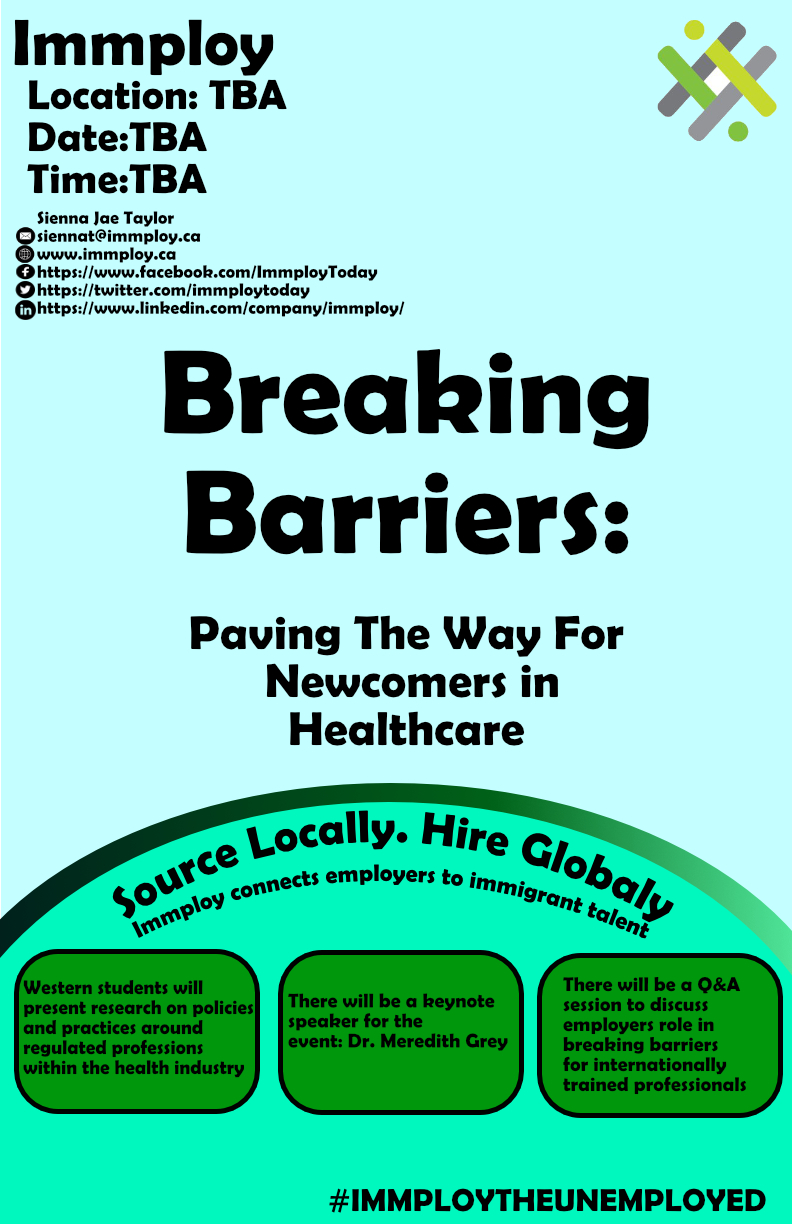 Immploy
Location: TBA
Date:TBA
Time:TBA
Sienna Jae Taylor
siennat@immploy.ca
www.immploy.ca
https://www.facebook.com/ImmployToday
https://twitter.com/immploytoday
https://www.linkedin.com/company/immploy/
Breaking
Barriers:
Paving The Way For
Newcomers in
Healthcare
Source Locally. Hire Globaly
Immploy connects employers to immigrant talent
Western students will
present research on policies
and practices around
regulated professions
within the health industry
There will be a keynote
speaker for the
event: Dr. Meredith Grey
There will be a Q&A
session to discuss
employers role in
breaking barriers
for internationally
trained professionals
#IMMPLOYTHEUNEMPLOYED